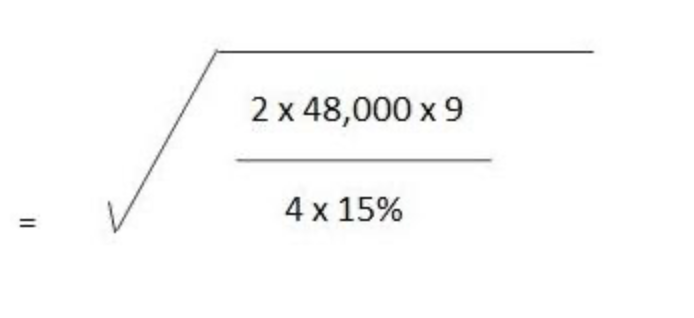 2 x 48,000 x 9
4 x 15%
=